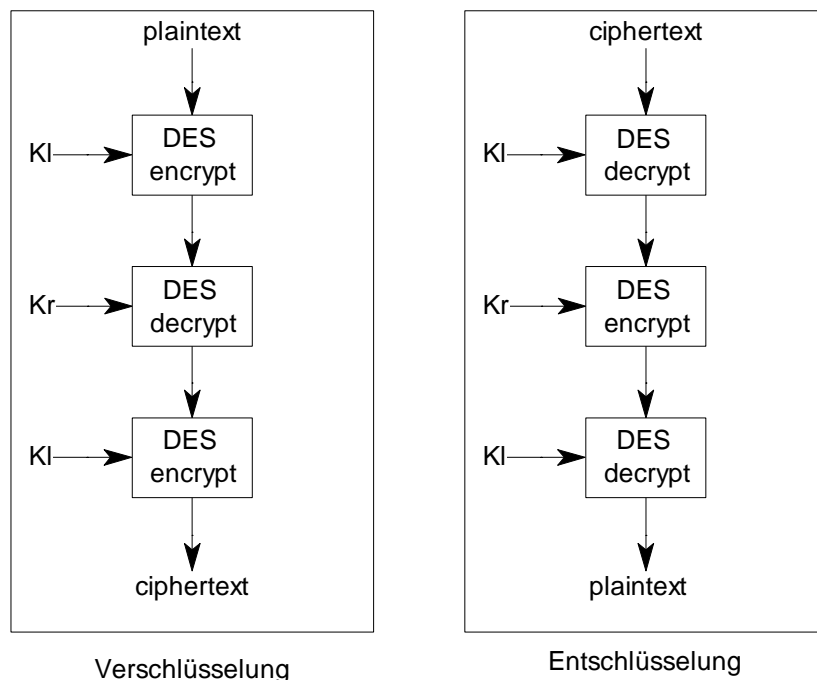 plaintext
DES
encrypt
Kl
DES
decrypt
Kr
DES
encrypt
Kl
ciphertext
Verschlüsselung
ciphertext
DES
decrypt
Kl
DES
encrypt
Kr
DES
decrypt
Kl
plaintext
Entschlüsselung